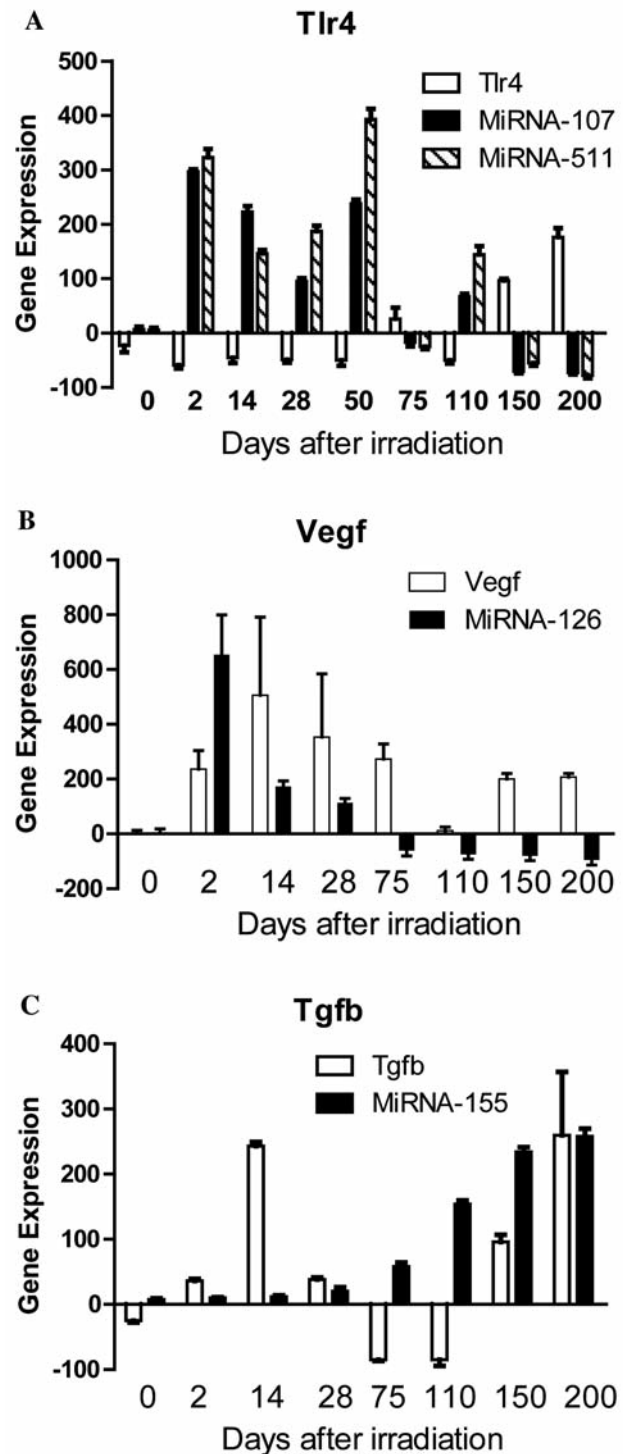 A
Tlr4
500
400
300
200
100
0
-100
Gene Expression
Tlr4
MiRNA-107
MiRNA-511
0 2 14 28 50 75 110 150 200
Days after irradiation
B
Vegf
1000
800
600
400
200
0
-200
Gene Expression
Vegf
MiRNA-126
0 2 14 28 75 110 150 200
Days after irradiation
C
Tgfb
400
300
200
100
0
-100
Gene Expression
Tgfb
MiRNA-155
0 2 14 28 75 110 150 200
Days after irradiation